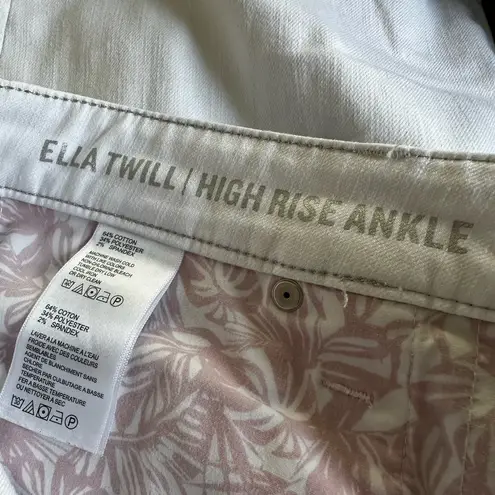 ELLA TWILL | HIGH RISE ANKLE
64% COTTON
34% POLYESTER
2% SPANDEX
MACHINE WASH COLD
WITH LIKE COLORS
NON-CHLORINE BLEACH
TUMBLE DRY LOW
COOL IRON
OR DRY CLEAN
64% COTTON
34% POLYESTER
2% SPANDEX
LAVER A LA MACHINE A L'EAU
FROIDE AVEC DES COULEURS
SEMBLABLES
AGENT DE BLANCHIMENT SANS
CHLORE
SECHER PAR CULBUTAGE A BASSE
TEMPERATURE
FER A BASSE TEMPERATURE
OU NETTOYER A SEC